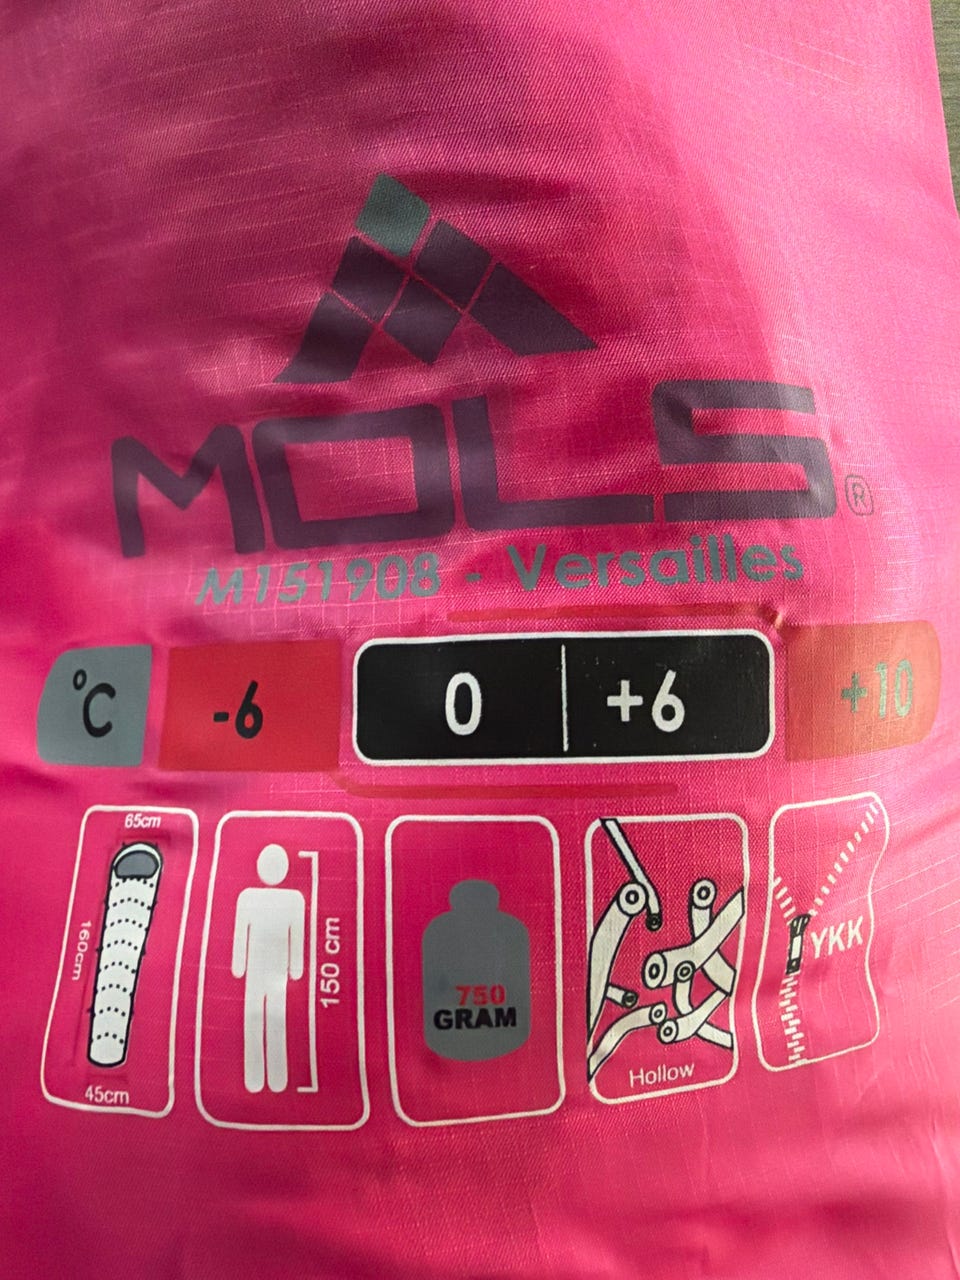 MOLS®
M151908 - Versailles
°C -6 0 +6 +10
65cm
160cm
45cm
150 cm
750
GRAM
Hollow
YKK